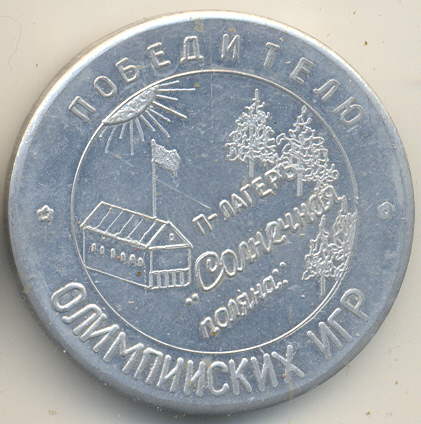 ПОБЕДИТЕЛЮ
П-ЛАГЕРЬ
"Солнечная
поляна"
ОЛИМПИЙСКИХ ИГР